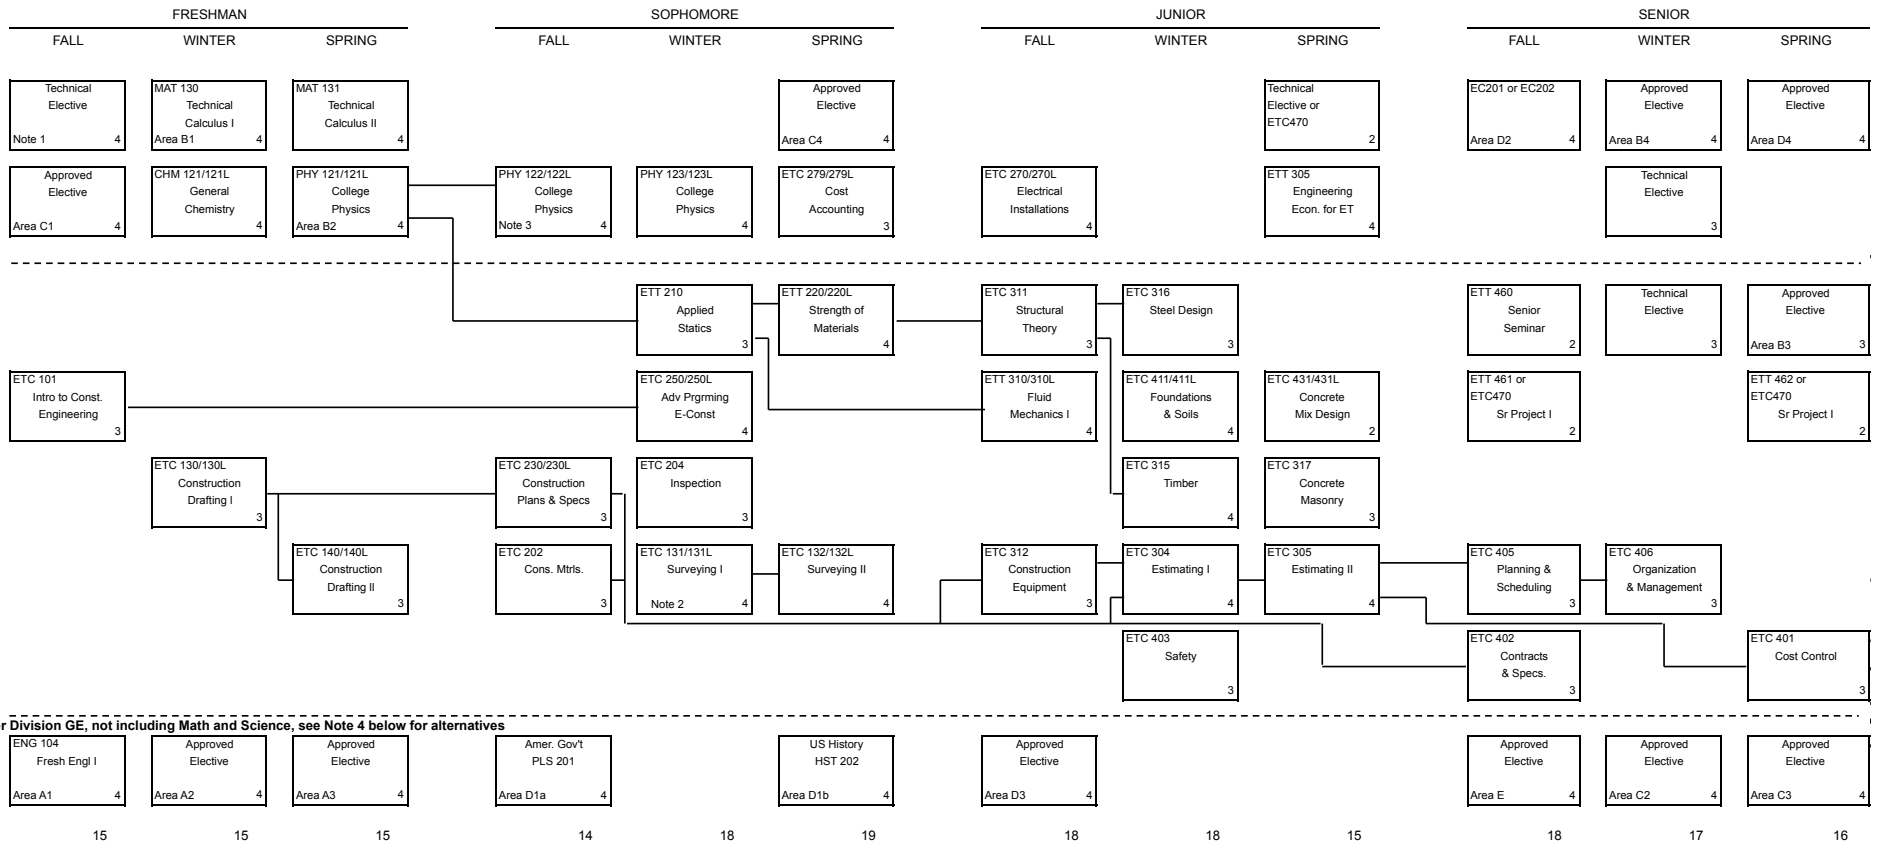 FRESHMAN
SOPHOMORE
JUNIOR
SENIOR
FALL
WINTER
SPRING
FALL
WINTER
SPRING
FALL
WINTER
SPRING
FALL
WINTER
SPRING
Technical
Elective
Note 1 4
MAT 130
Technical
Calculus I
Area B1 4
MAT 131
Technical
Calculus II
4
Approved
Elective
Area C4 4
Technical
Elective or
ETC470
2
EC201 or EC202
Area D2 4
Approved
Elective
Area B4 4
Approved
Elective
Area D4 4
Approved
Elective
Area C1 4
CHM 121/121L
General
Chemistry
4
PHY 121/121L
College
Physics
Area B2 4
PHY 122/122L
College
Physics
Note 3 4
PHY 123/123L
College
Physics
4
ETC 279/279L
Cost
Accounting
3
ETC 270/270L
Electrical
Installations
4
ETT 305
Engineering
Econ. for ET
4
Technical
Elective
3
ETT 210
Applied
Statics
3
ETT 220/220L
Strength of
Materials
4
ETC 311
Structural
Theory
3
ETC 316
Steel Design
3
ETT 460
Senior
Seminar
2
Technical
Elective
3
Approved
Elective
Area B3 3
ETC 101
Intro to Const.
Engineering
3
ETC 250/250L
Adv Prgrming
E-Const
4
ETT 310/310L
Fluid
Mechanics I
4
ETC 411/411L
Foundations
& Soils
4
ETC 431/431L
Concrete
Mix Design
2
ETT 461 or
ETC470
Sr Project I
2
ETT 462 or
ETC470
Sr Project I
2
ETC 130/130L
Construction
Drafting I
3
ETC 230/230L
Construction
Plans & Specs
3
ETC 204
Inspection
3
ETC 315
Timber
4
ETC 317
Concrete
Masonry
3
ETC 140/140L
Construction
Drafting II
3
ETC 202
Cons. Mtrls.
3
ETC 131/131L
Surveying I
Note 2 4
ETC 132/132L
Surveying II
4
ETC 312
Construction
Equipment
3
ETC 304
Estimating I
4
ETC 305
Estimating II
4
ETC 405
Planning &
Scheduling
3
ETC 406
Organization
& Management
3
ETC 403
Safety
3
ETC 402
Contracts
& Specs.
3
ETC 401
Cost Control
3
r Division GE, not including Math and Science, see Note 4 below for alternatives
ENG 104
Fresh Engl I
Area A1 4
Approved
Elective
Area A2 4
Approved
Elective
Area A3 4
Amer. Gov't
PLS 201
Area D1a 4
US History
HST 202
Area D1b 4
Approved
Elective
Area D3 4
Approved
Elective
Area E 4
Approved
Elective
Area C2 4
Approved
Elective
Area C3 4
15 15 15 14 18 19 18 18 15 18 17 16